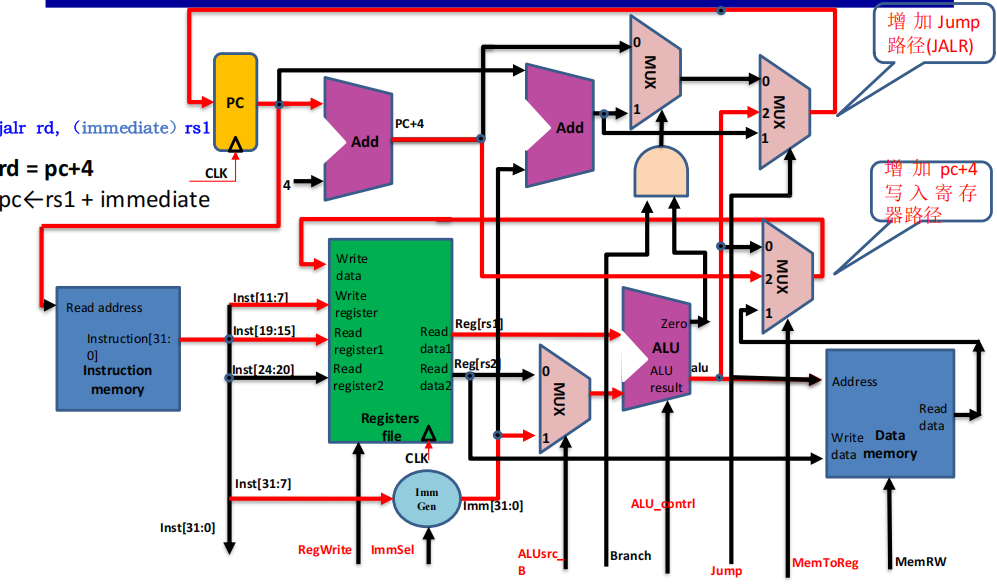 增 加 Jump
路径(JALR)
0
MUX
1
0
MUX
2
1
PC
CLK
jalr rd, （immediate）rs1
rd = pc+4
pc←rs1 + immediate
Add
PC+4
4
Add
增 加 pc+4
写 入 寄 存
器路径
0
MUX
2
1
Read address
Instruction[31:
0]
Instruction
memory
Inst[11:7]
Inst[19:15]
Inst[24:20]
Inst[31:7]
Inst[31:0]
Write
data
Write
register
Read
register1
Read
register2
Read
data1
Read
data2
Registers
file
CLK
Reg[rs1]
Reg[rs2]
0
MUX
1
Zero
ALU
ALU
result
alu
Address
Read
data
Write
data
Data
memory
Imm
Gen
Imm[31:0]
RegWrite
ImmSel
ALUsrc_
B
Branch
ALU_contrl
Jump
MemToReg
MemRW